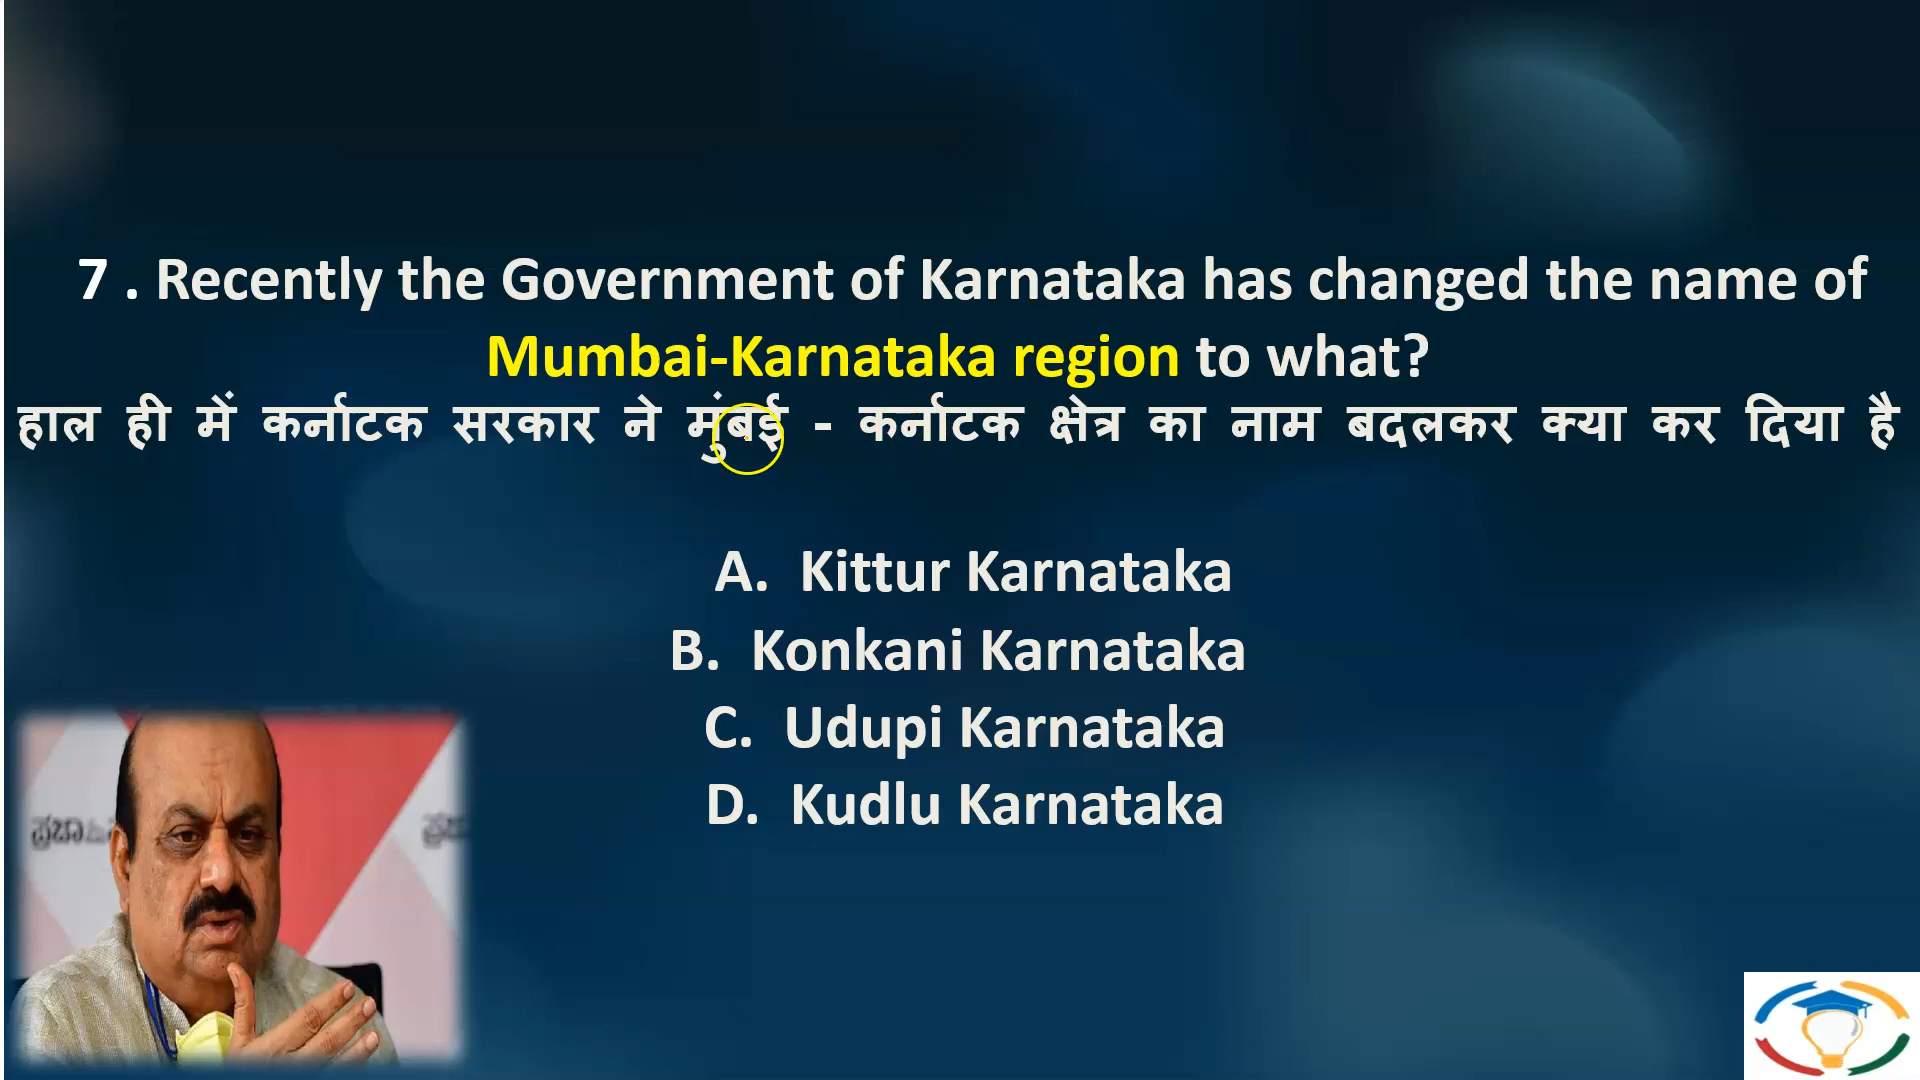 7 . Recently the Government of Karnataka has changed the name of
Mumbai-Karnataka region to what?
हाल ही में कर्नाटक सरकार ने मुंबई - कर्नाटक क्षेत्र का नाम बदलकर क्या कर दिया है
A. Kittur Karnataka
B. Konkani Karnataka
C. Udupi Karnataka
D. Kudlu Karnataka